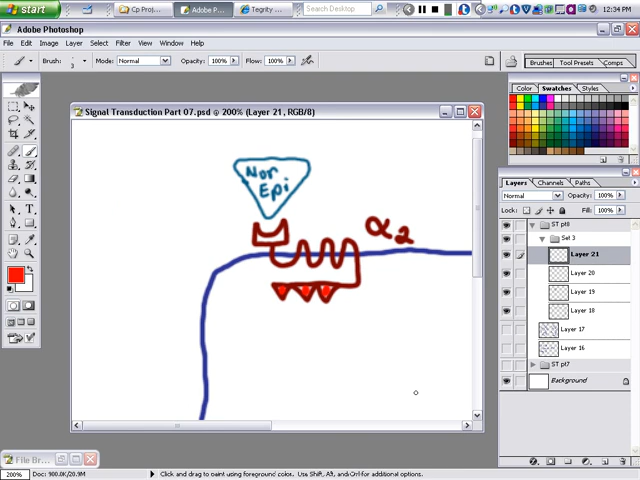 start
Cp Proj...
Adobe P...
Tegrity ...
Search Desktop
12:34 PM
Adobe Photoshop
File Edit Image Layer Select Filter View Window Help
Brush: 3 Mode: Normal Opacity: 100% Flow: 100%
Brushes Tool Presets Comps
Color Swatches Styles
Signal Transduction Part 07.psd @ 200% (Layer 21, RGB/8)
Nor
Epi
α2
Layers Channels Paths
Normal Opacity: 100%
Lock: Fill: 100%
ST pt8
Set 3
Layer 21
Layer 20
Layer 19
Layer 18
Layer 17
Layer 16
ST pt7
Background
200%
File Br...
200% Doc: 900.0K/20.9M Click and drag to paint using foreground color. Use Shift, Alt, and Ctrl for additional options.